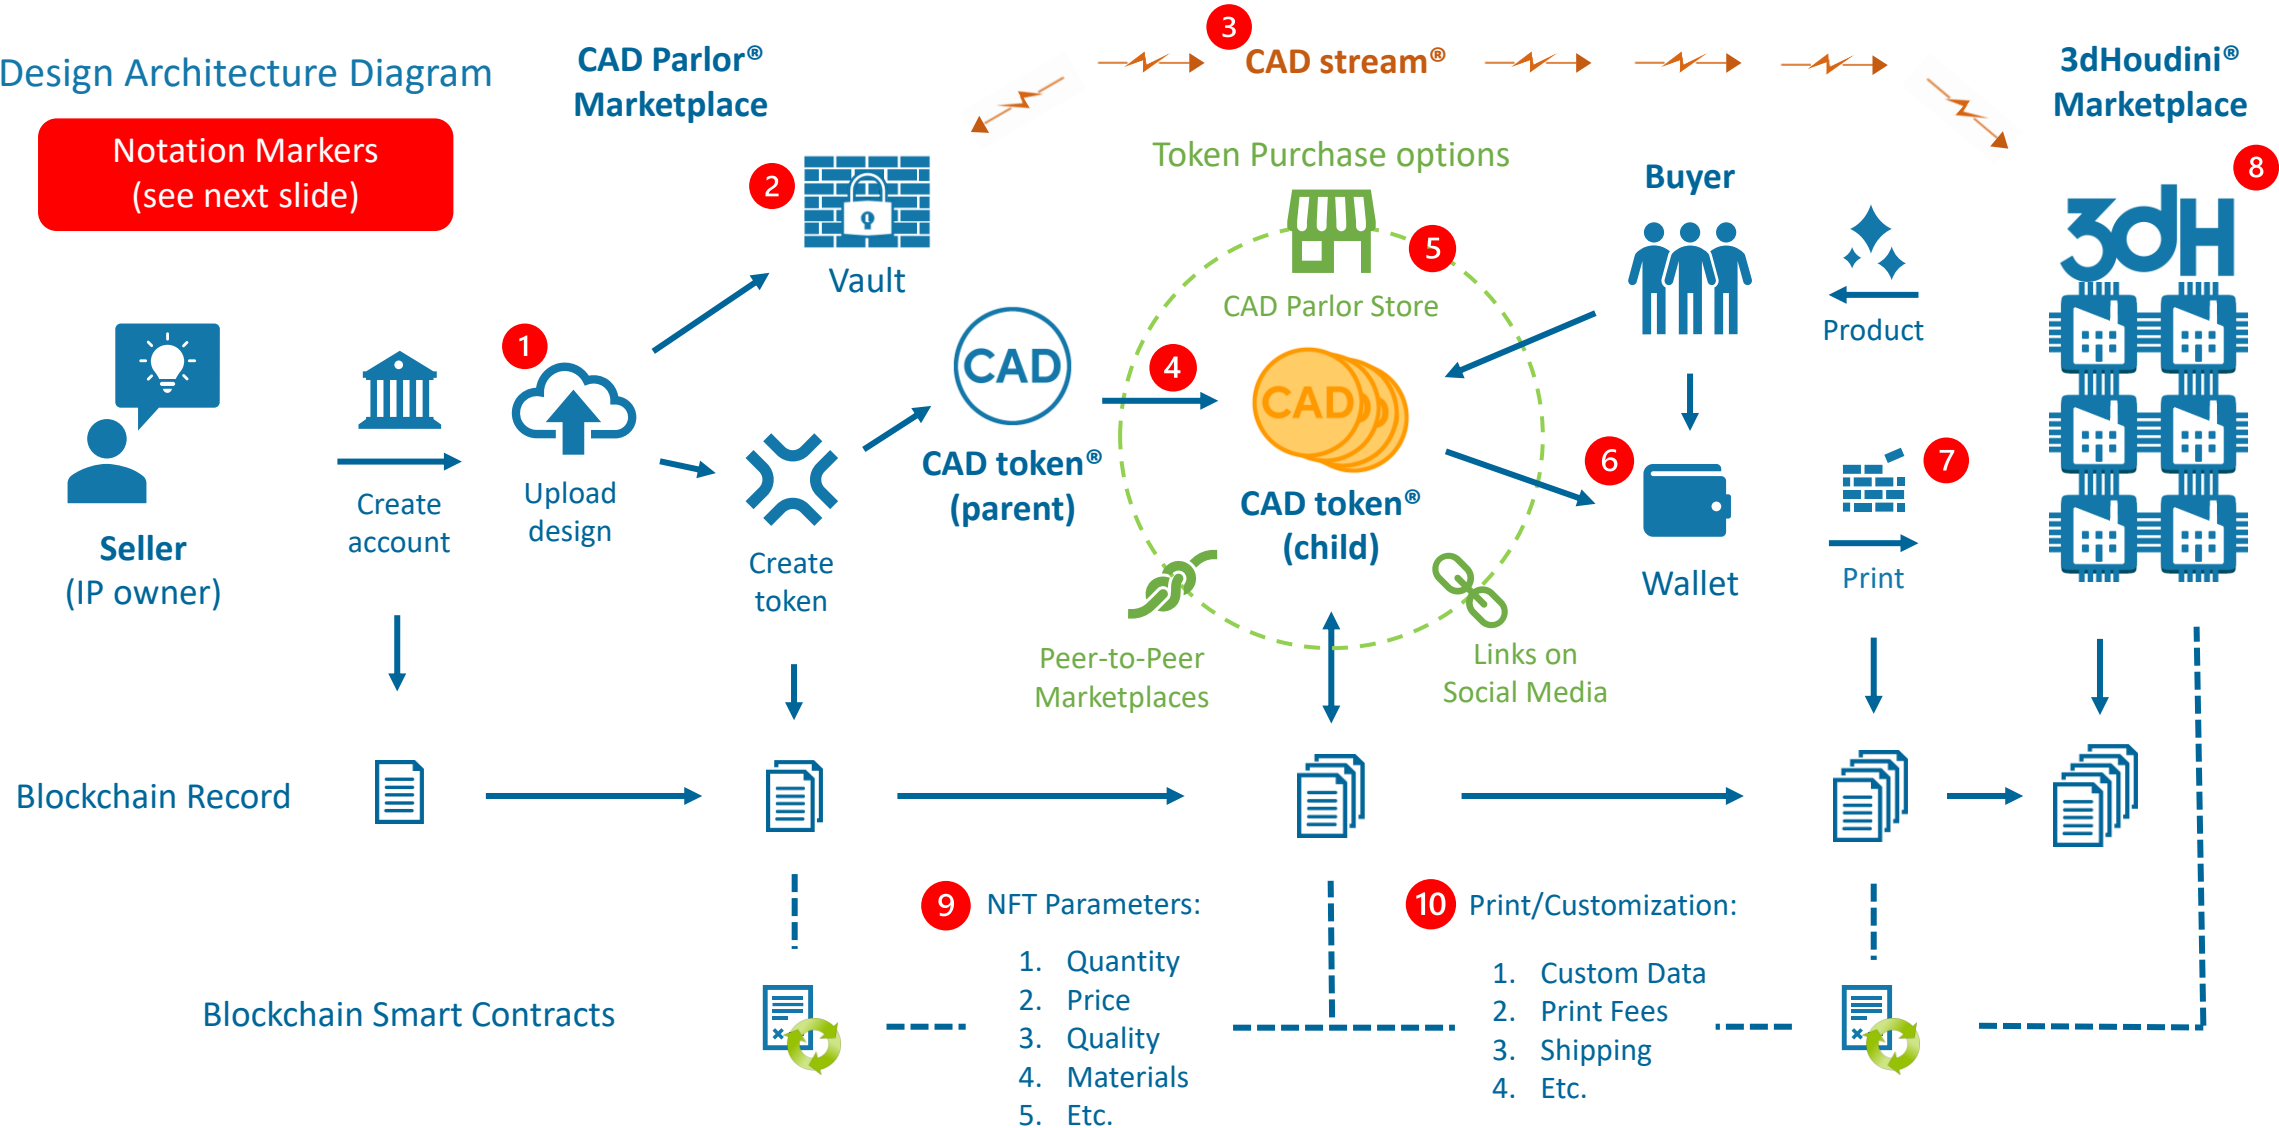 Design Architecture Diagram
Notation Markers
(see next slide)
CAD Parlor®
Marketplace
3
CAD stream®
3dHoudini®
Marketplace
2
Vault
Token Purchase options
5
CAD Parlor Store
Buyer
Product
8
3dH
Seller
(IP owner)
Create
account
1
Upload
design
Create
token
CAD
CAD token®
(parent)
4
CAD
CAD token®
(child)
Peer-to-Peer
Marketplaces
Links on
Social Media
6
Wallet
7
Print
Blockchain Record
Blockchain Smart Contracts
9
NFT Parameters:
1. Quantity
2. Price
3. Quality
4. Materials
5. Etc.
10
Print/Customization:
1. Custom Data
2. Print Fees
3. Shipping
4. Etc.